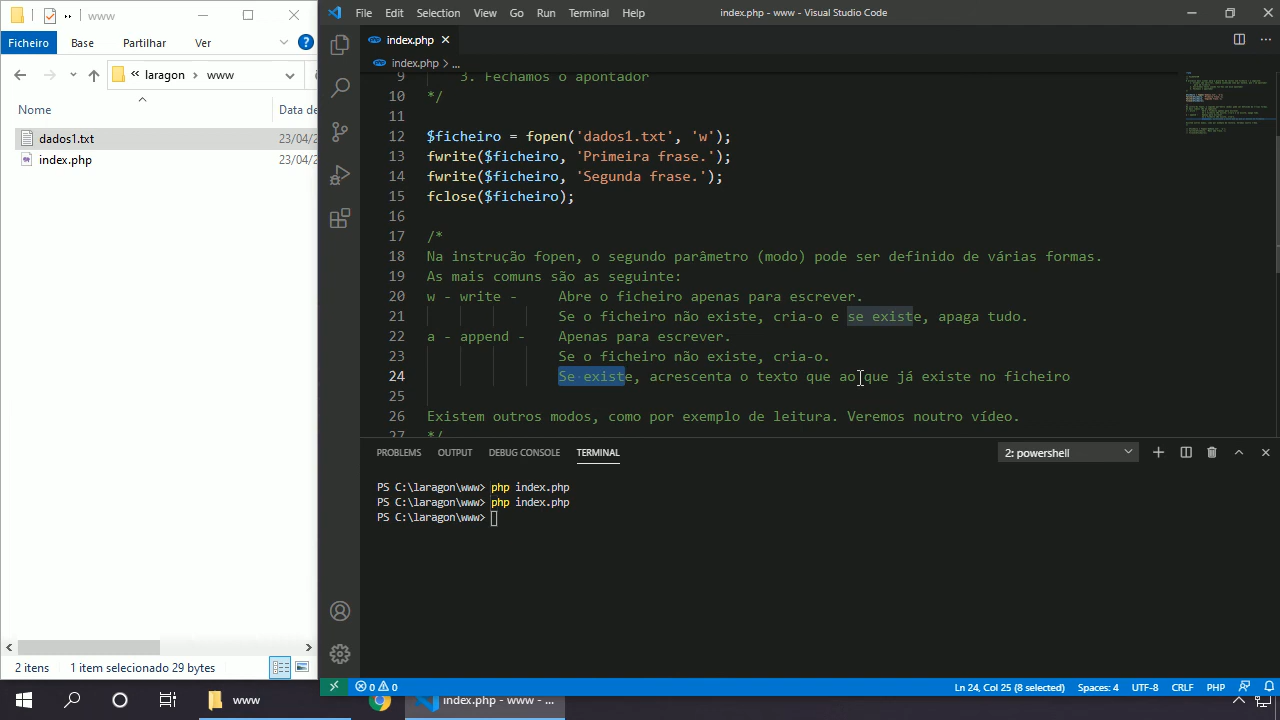 www
Ficheiro Base Partilhar Ver
laragon www
Nome Data de
dados1.txt 23/04/2
index.php 23/04/2
2 itens 1 item selecionado 29 bytes
File Edit Selection View Go Run Terminal Help index.php - www - Visual Studio Code
index.php
index.php > ...
9 3. Fechamos o apontador
10 */
11
12 $ficheiro = fopen('dados1.txt', 'w');
13 fwrite($ficheiro, 'Primeira frase.');
14 fwrite($ficheiro, 'Segunda frase.');
15 fclose($ficheiro);
16
17 /*
18 Na instrução fopen, o segundo parâmetro (modo) pode ser definido de várias formas.
19 As mais comuns são as seguinte:
20 w - write - Abre o ficheiro apenas para escrever.
21 Se o ficheiro não existe, cria-o e se existe, apaga tudo.
22 a - append - Apenas para escrever.
23 Se o ficheiro não existe, cria-o.
24 Se existe, acrescenta o texto que ao que já existe no ficheiro
25
26 Existem outros modos, como por exemplo de leitura. Veremos noutro vídeo.
27 */
PROBLEMS OUTPUT DEBUG CONSOLE TERMINAL 2: powershell
PS C:\laragon\www> php index.php
PS C:\laragon\www> php index.php
PS C:\laragon\www>
0 0 Ln 24, Col 25 (8 selected) Spaces: 4 UTF-8 CRLF PHP
www index.php - www - ...